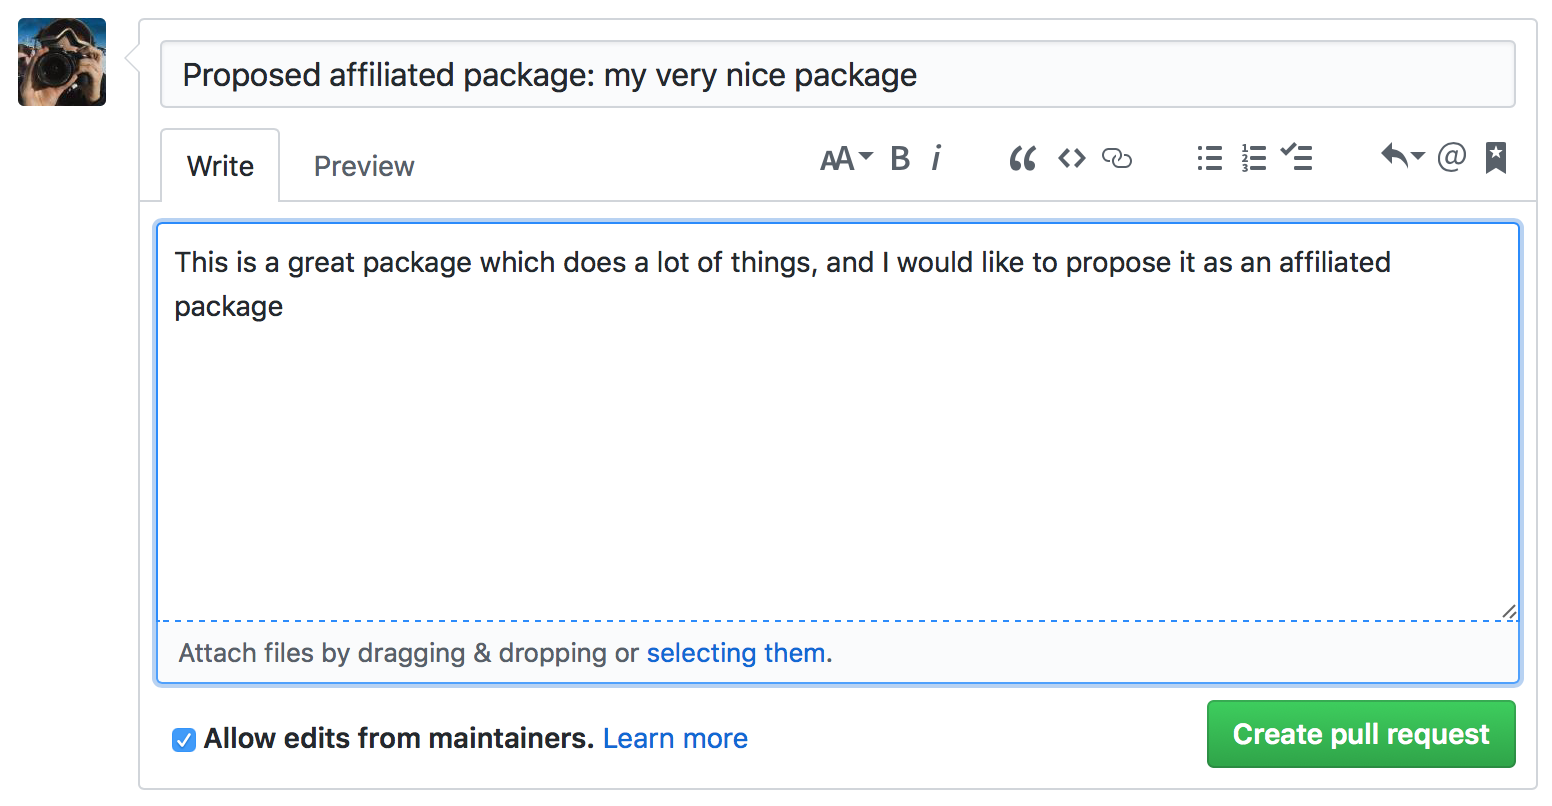 Proposed affiliated package: my very nice package
Write
Preview
AA B i
@
This is a great package which does a lot of things, and I would like to propose it as an affiliated
package
Attach files by dragging & dropping or selecting them.
Allow edits from maintainers. Learn more
Create pull request